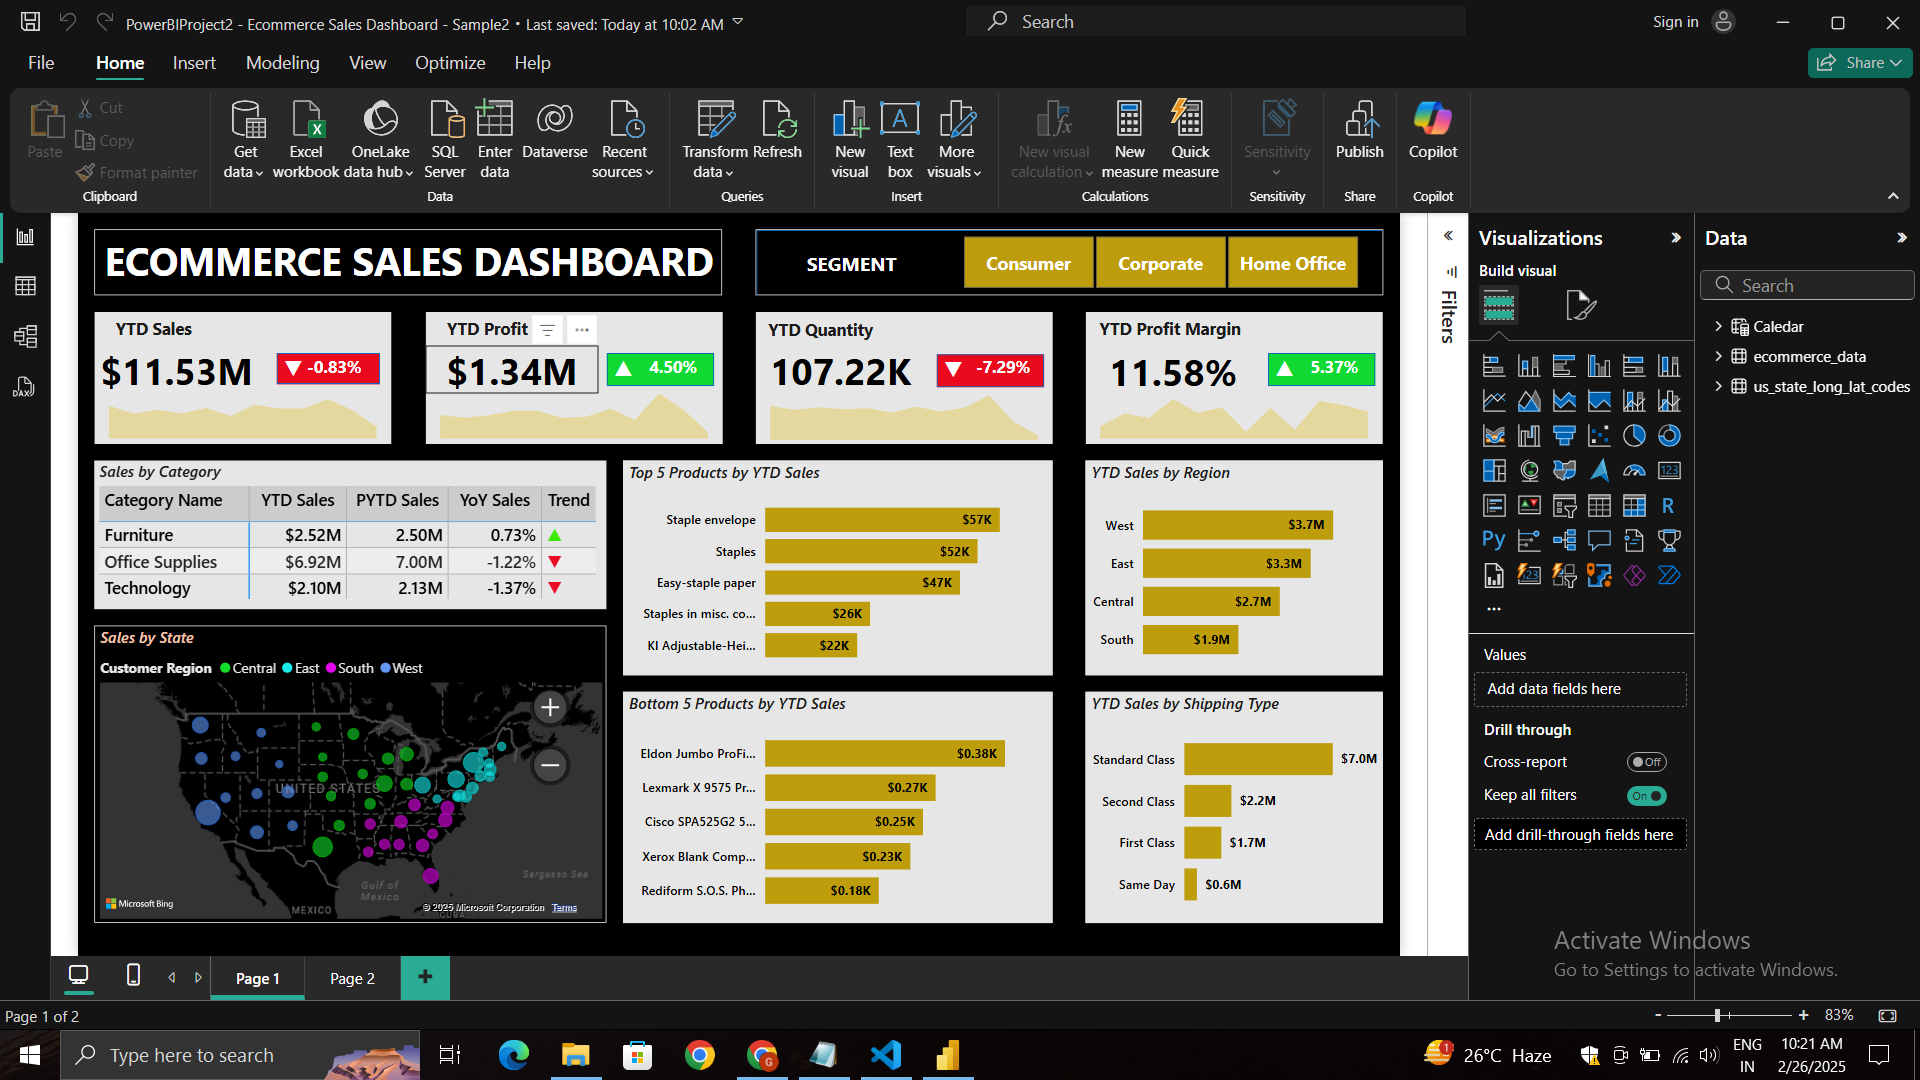 PowerBIProject2 - Ecommerce Sales Dashboard - Sample2 • Last saved: Today at 10:02 AM
Search
Sign in
File Home Insert Modeling View Optimize Help
Share
Paste
Cut
Copy
Format painter
Clipboard
Get data
Excel workbook
OneLake data hub
SQL Server
Enter data
Dataverse
Recent sources
Data
Transform data
Refresh
Queries
New visual
Text box
More visuals
Insert
New visual calculation
New measure
Quick measure
Calculations
Sensitivity
Sensitivity
Publish
Share
Copilot
Copilot
DAX
ECOMMERCE SALES DASHBOARD
SEGMENT
Consumer
Corporate
Home Office
YTD Sales
$11.53M
-0.83%
YTD Profit
$1.34M
4.50%
YTD Quantity
107.22K
-7.29%
YTD Profit Margin
11.58%
5.37%
Sales by Category
Category Name YTD Sales PYTD Sales YoY Sales Trend
Furniture $2.52M 2.50M 0.73%
Office Supplies $6.92M 7.00M -1.22%
Technology $2.10M 2.13M -1.37%
Top 5 Products by YTD Sales
Staple envelope $57K
Staples $52K
Easy-staple paper $47K
Staples in misc. co... $26K
KI Adjustable-Hei... $22K
YTD Sales by Region
West $3.7M
East $3.3M
Central $2.7M
South $1.9M
Sales by State
Customer Region Central East South West
UNITED STATES
Gulf of
Mexico
Sargasso Sea
MEXICO
CUBA
Microsoft Bing
© 2025 Microsoft Corporation Terms
Bottom 5 Products by YTD Sales
Eldon Jumbo ProFi... $0.38K
Lexmark X 9575 Pr... $0.27K
Cisco SPA525G2 5... $0.25K
Xerox Blank Comp... $0.23K
Rediform S.O.S. Ph... $0.18K
YTD Sales by Shipping Type
Standard Class $7.0M
Second Class $2.2M
First Class $1.7M
Same Day $0.6M
Filters
Visualizations
Build visual
123
R
Py
123
Values
Add data fields here
Drill through
Cross-report Off
Keep all filters On
Add drill-through fields here
Data
Search
Caledar
ecommerce_data
us_state_long_lat_codes
Activate Windows
Go to Settings to activate Windows.
Page 1
Page 2
Page 1 of 2
83%
Type here to search
1
26°C Haze
ENG
IN
10:21 AM
2/26/2025